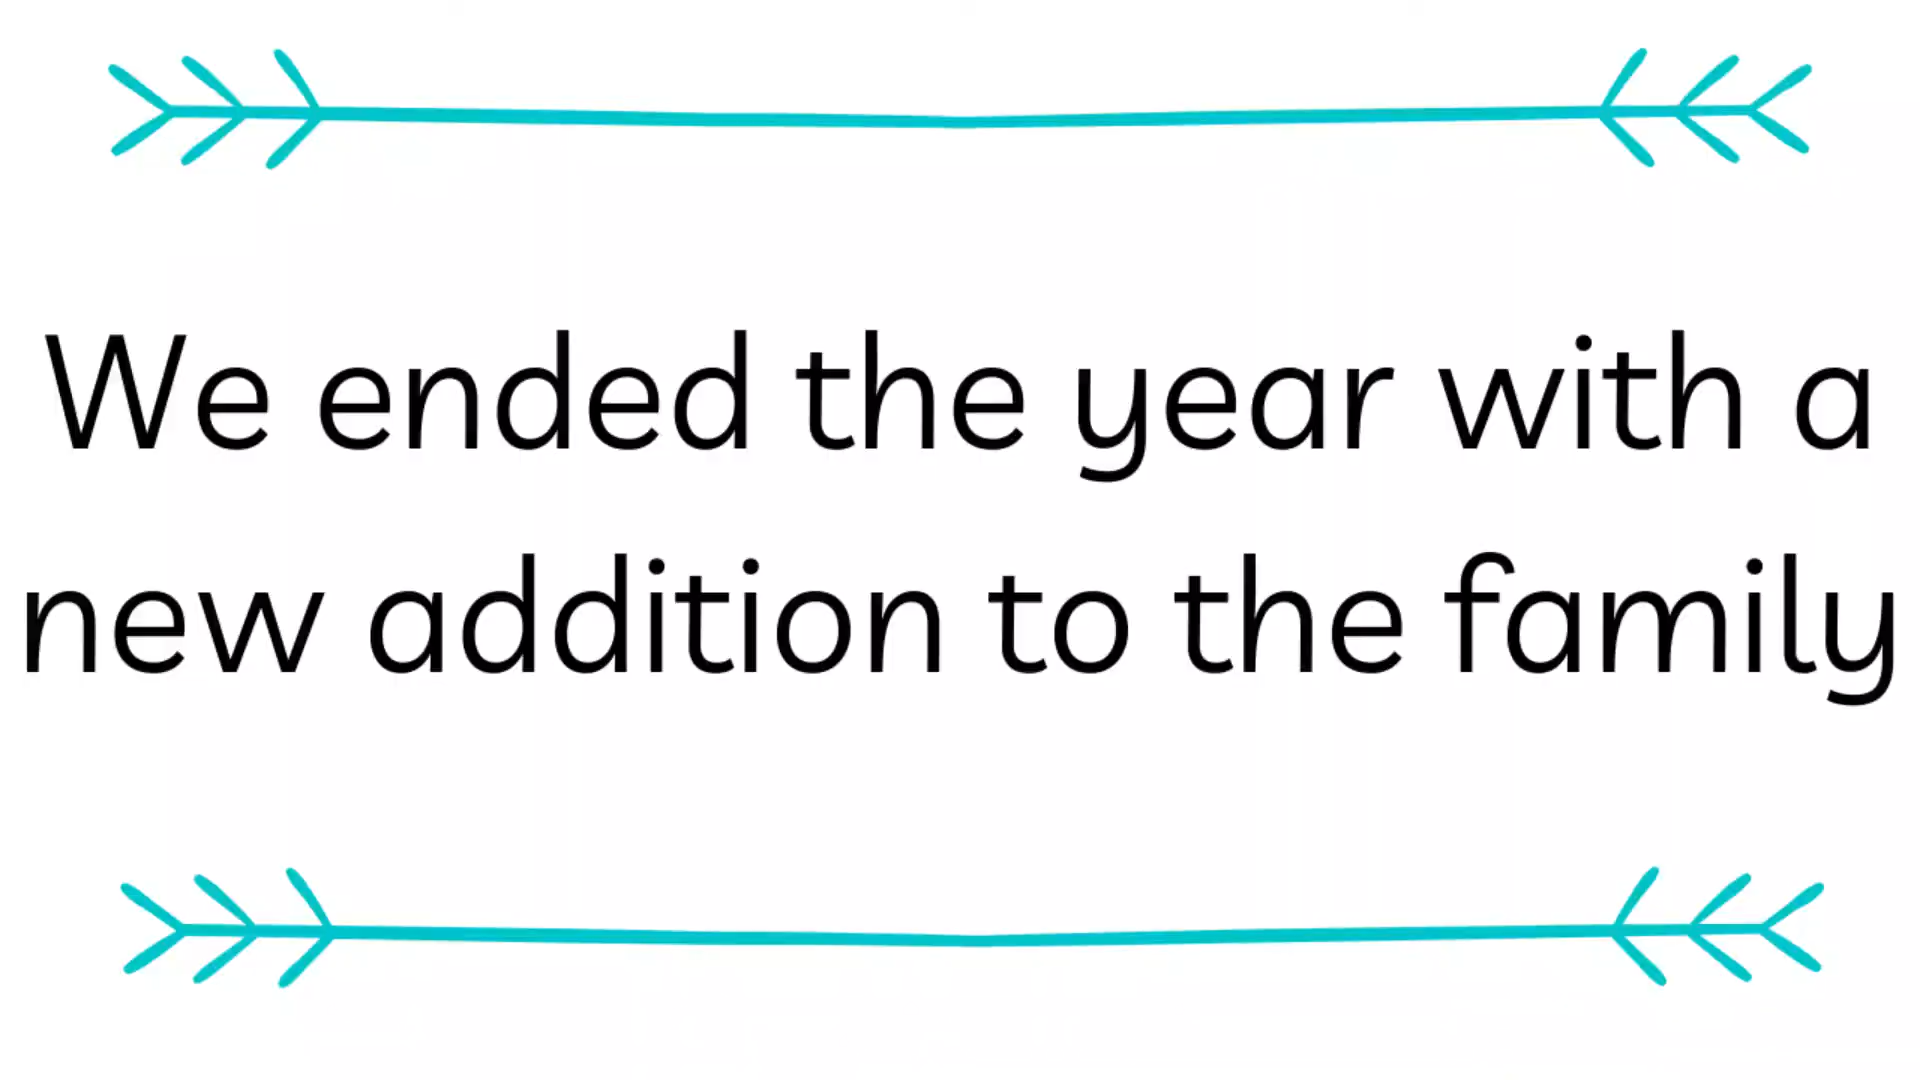 We ended the year with a
new addition to the family